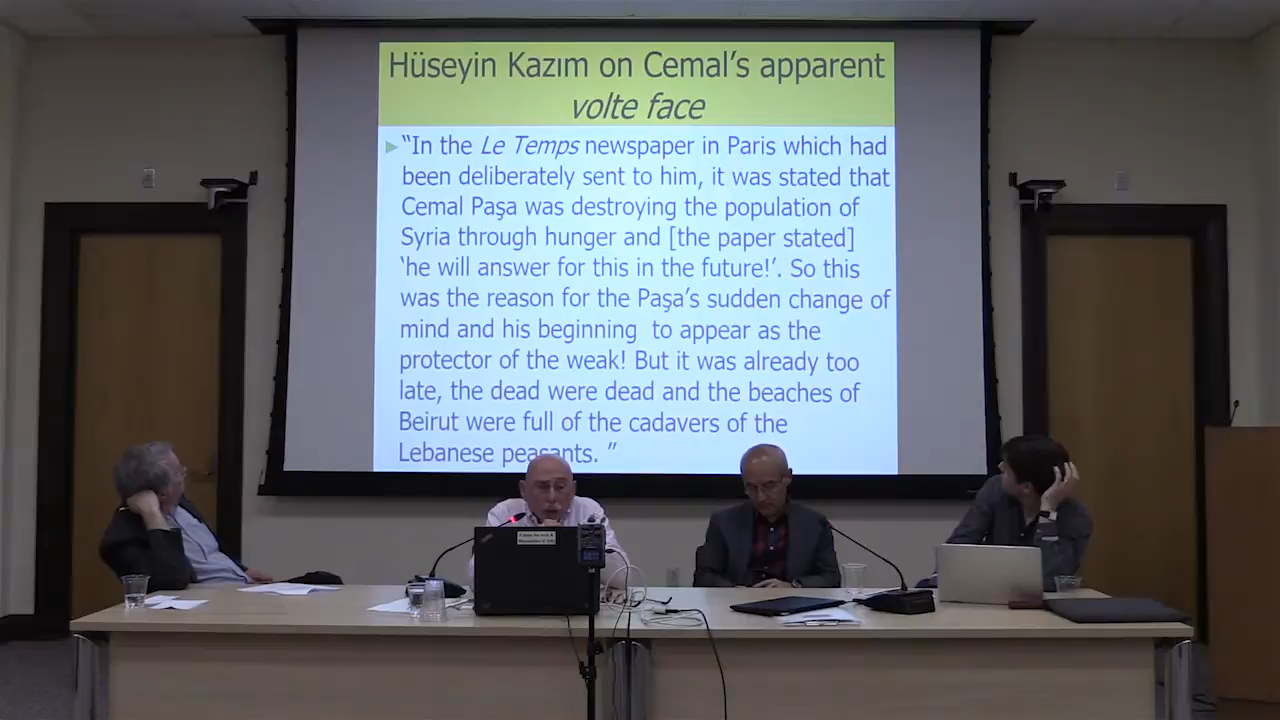 Hüseyin Kazım on Cemal’s apparent
volte face
“In the Le Temps newspaper in Paris which had
been deliberately sent to him, it was stated that
Cemal Paşa was destroying the population of
Syria through hunger and [the paper stated]
‘he will answer for this in the future!’. So this
was the reason for the Paşa’s sudden change of
mind and his beginning to appear as the
protector of the weak! But it was already too
late, the dead were dead and the beaches of
Beirut were full of the cadavers of the
Lebanese peasants. ”